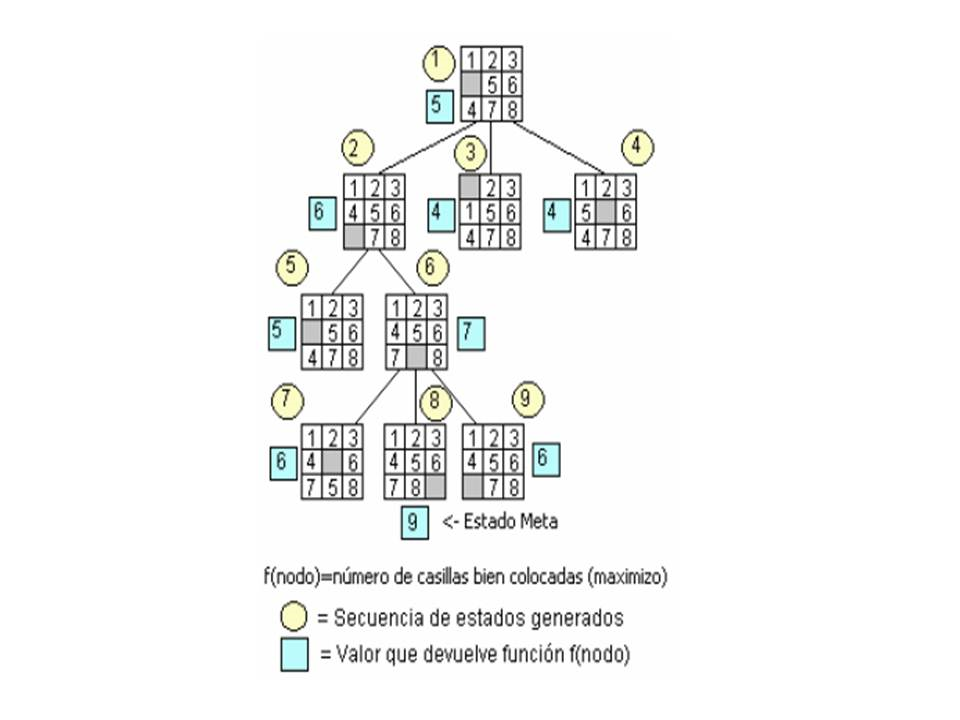 1
1 2 3
5 6
5
4 7 8
2
3
4
1 2 3
4 5 6
7 8
6
2 3
1 5 6
4 7 8
4
1 2 3
5 6
4 7 8
4
5
6
1 2 3
5 6
4 7 8
5
1 2 3
4 5 6
7 8
7
7
8
9
1 2 3
4 6
7 5 8
6
1 2 3
4 5 6
7 8
1 2 3
4 5 6
7 8
6
9 <- Estado Meta
f(nodo)=número de casillas bien colocadas (maximizo)
= Secuencia de estados generados
= Valor que devuelve función f(nodo)